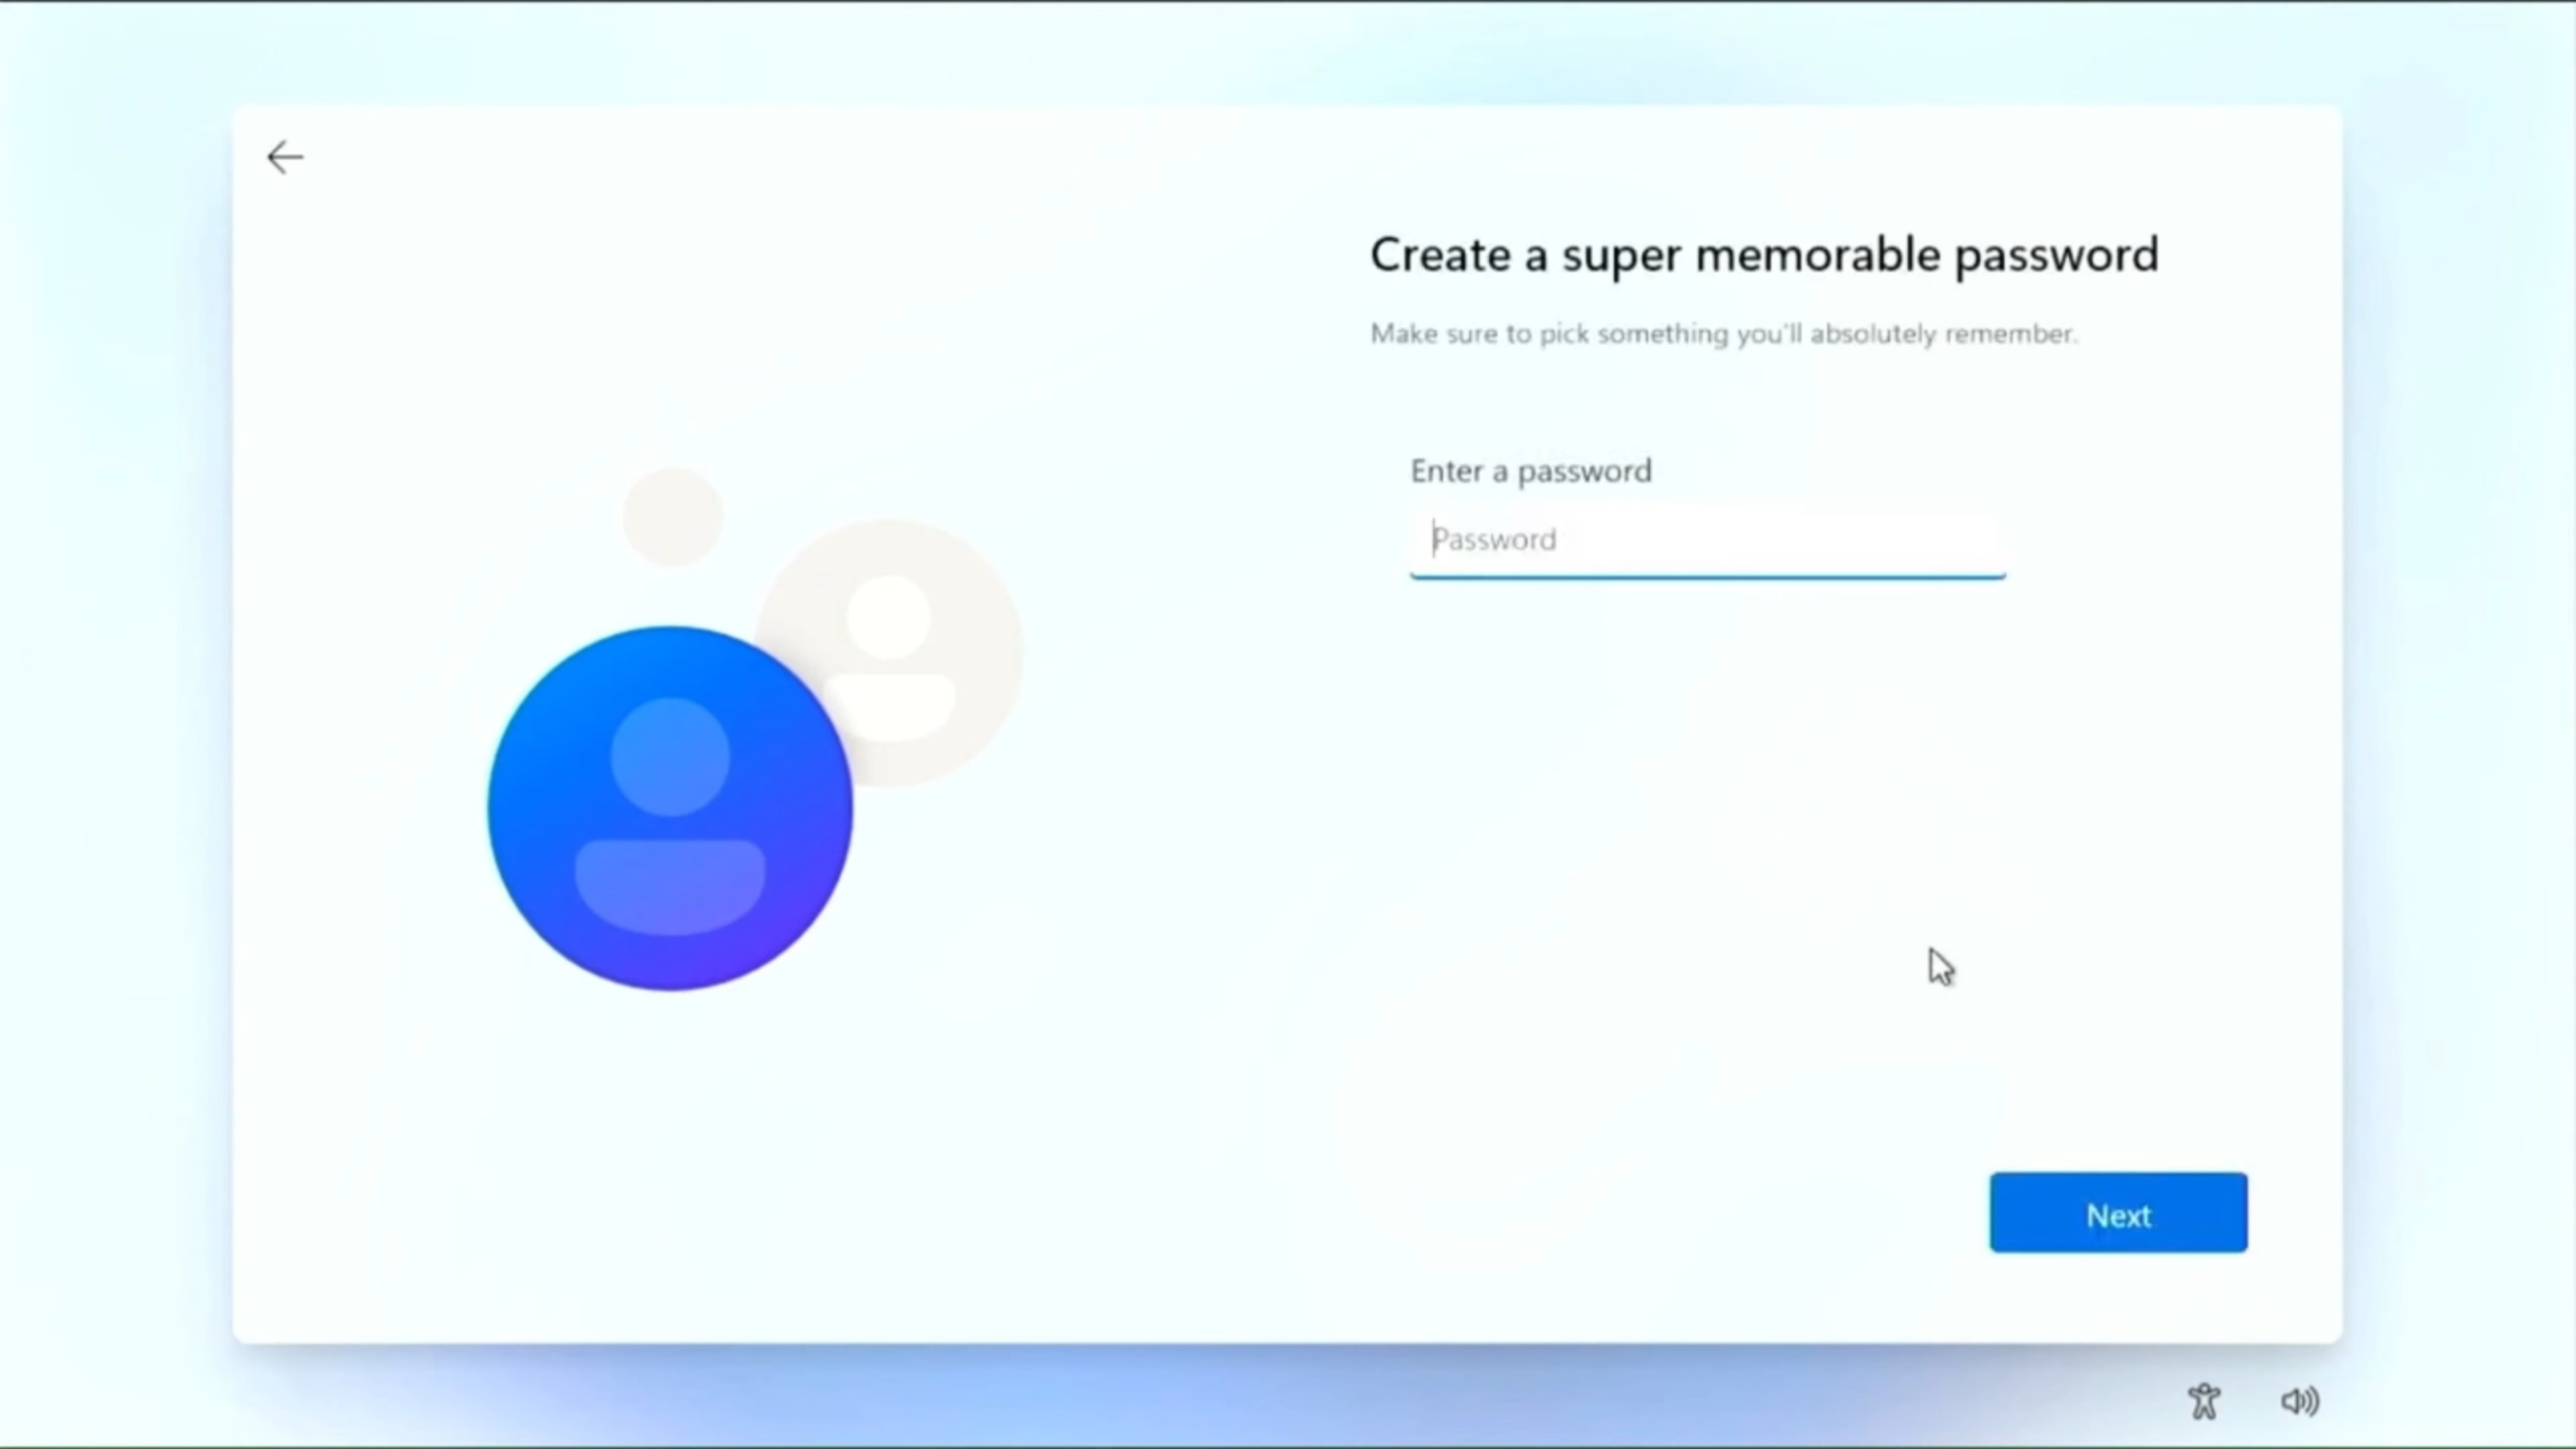 Create a super memorable password
Make sure to pick something you'll absolutely remember.
Enter a password
Password
Next